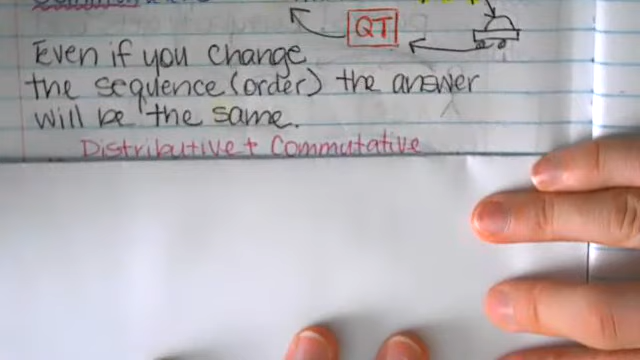 QT
Even if you change
the sequence (order) the answer
will be the same.
Distributive + Commutative